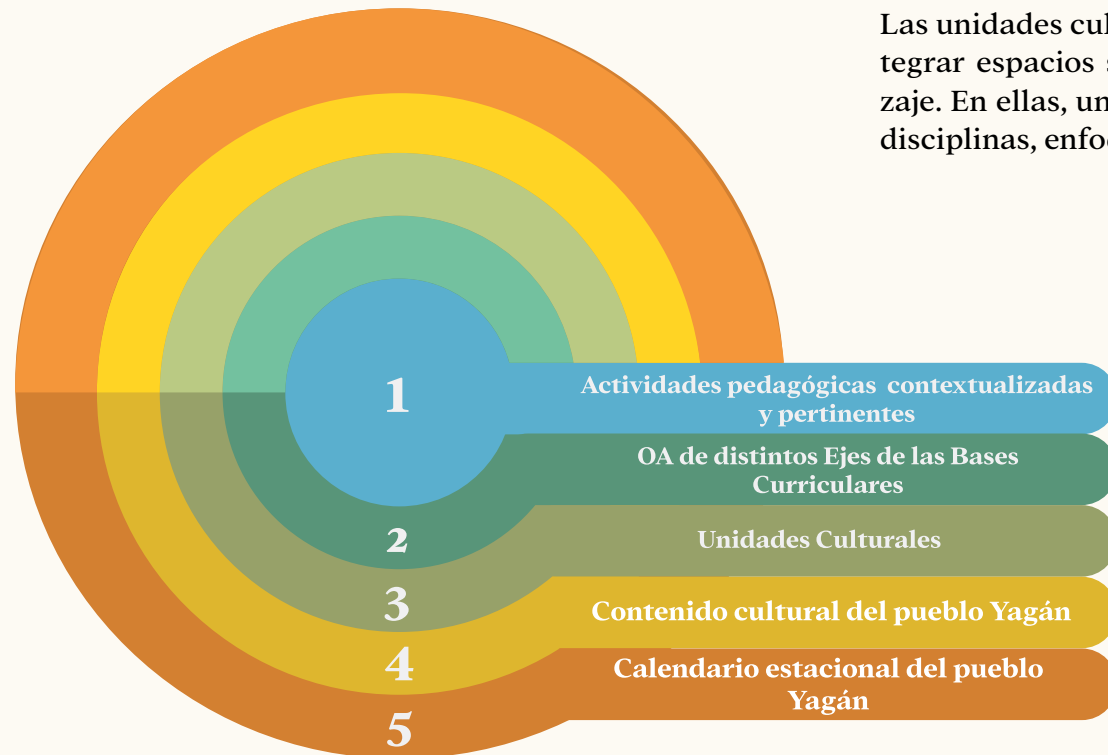 Las unidades cul
tegrar espacios
zaje. En ellas, un
disciplinas, enfo
1
Actividades pedagógicas contextualizadas
y pertinentes
OA de distintos Ejes de las Bases
Curriculares
2
Unidades Culturales
3
Contenido cultural del pueblo Yagán
4
Calendario estacional del pueblo
Yagán
5